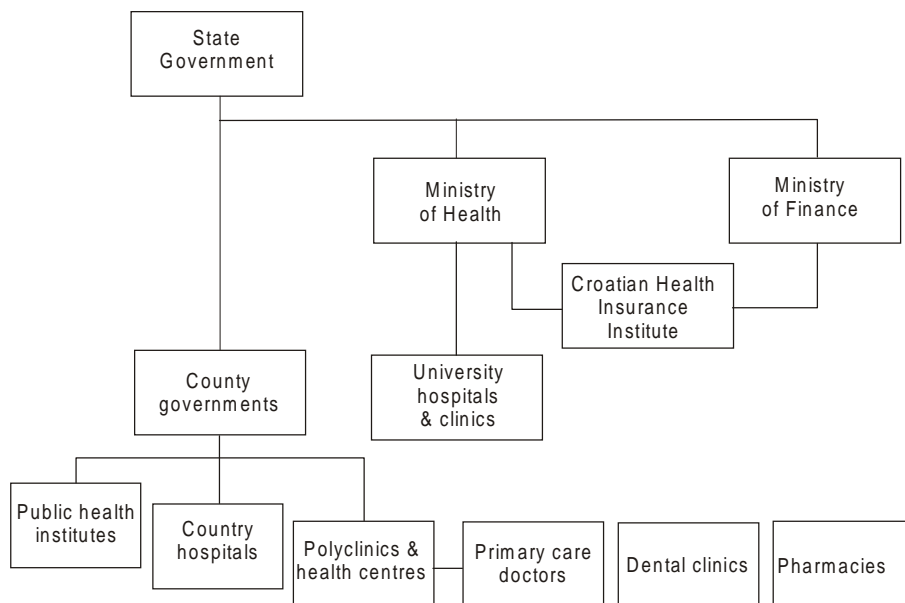 State
Government
Ministry
of Health
Ministry
of Finance
Croatian Health
Insurance
Institute
County
governments
University
hospitals
& clinics
Public health
institutes
Country
hospitals
Polyclinics &
health centres
Primary care
doctors
Dental clinics
Pharmacies